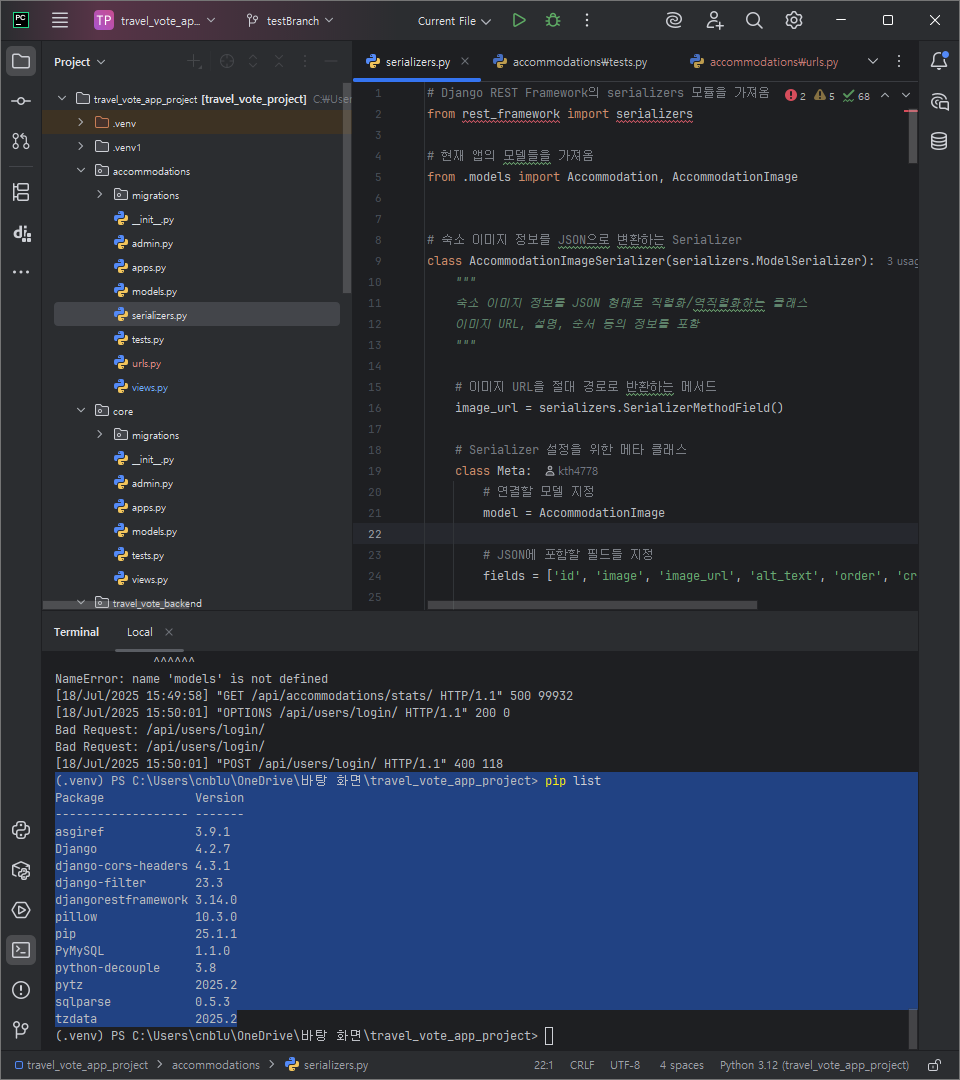 TP travel_vote_ap... testBranch Current File
Project
serializers.py accommodations₩tests.py accommodations₩urls.py
travel_vote_app_project [travel_vote_project] C:₩User
.venv
.venv1
accommodations
migrations
__init__.py
admin.py
apps.py
models.py
serializers.py
tests.py
urls.py
views.py
core
migrations
__init__.py
admin.py
apps.py
models.py
tests.py
views.py
travel_vote_backend
2 5 68
1 # Django REST Framework의 serializers 모듈을 가져옴
2 from rest_framework import serializers
3
4 # 현재 앱의 모델들을 가져옴
5 from .models import Accommodation, AccommodationImage
6
7
8 # 숙소 이미지 정보를 JSON으로 변환하는 Serializer
9 class AccommodationImageSerializer(serializers.ModelSerializer): 3 usag
10 """
11 숙소 이미지 정보를 JSON 형태로 직렬화/역직렬화하는 클래스
12 이미지 URL, 설명, 순서 등의 정보를 포함
13 """
14
15 # 이미지 URL을 절대 경로로 반환하는 메서드
16 image_url = serializers.SerializerMethodField()
17
18 # Serializer 설정을 위한 메타 클래스
19 class Meta: kth4778
20 # 연결할 모델 지정
21 model = AccommodationImage
22
23 # JSON에 포함할 필드들 지정
24 fields = ['id', 'image', 'image_url', 'alt_text', 'order', 'cr
25
Terminal Local
^^^^^^
NameError: name 'models' is not defined
[18/Jul/2025 15:49:58] "GET /api/accommodations/stats/ HTTP/1.1" 500 99932
[18/Jul/2025 15:50:01] "OPTIONS /api/users/login/ HTTP/1.1" 200 0
Bad Request: /api/users/login/
Bad Request: /api/users/login/
[18/Jul/2025 15:50:01] "POST /api/users/login/ HTTP/1.1" 400 118
(.venv) PS C:\Users\cnblu\OneDrive\바탕 화면\travel_vote_app_project> pip list
Package Version
------------------- -------
asgiref 3.9.1
Django 4.2.7
django-cors-headers 4.3.1
django-filter 23.3
djangorestframework 3.14.0
pillow 10.3.0
pip 25.1.1
PyMySQL 1.1.0
python-decouple 3.8
pytz 2025.2
sqlparse 0.5.3
tzdata 2025.2
(.venv) PS C:\Users\cnblu\OneDrive\바탕 화면\travel_vote_app_project>
travel_vote_app_project > accommodations > serializers.py 22:1 CRLF UTF-8 4 spaces Python 3.12 (travel_vote_app_project)